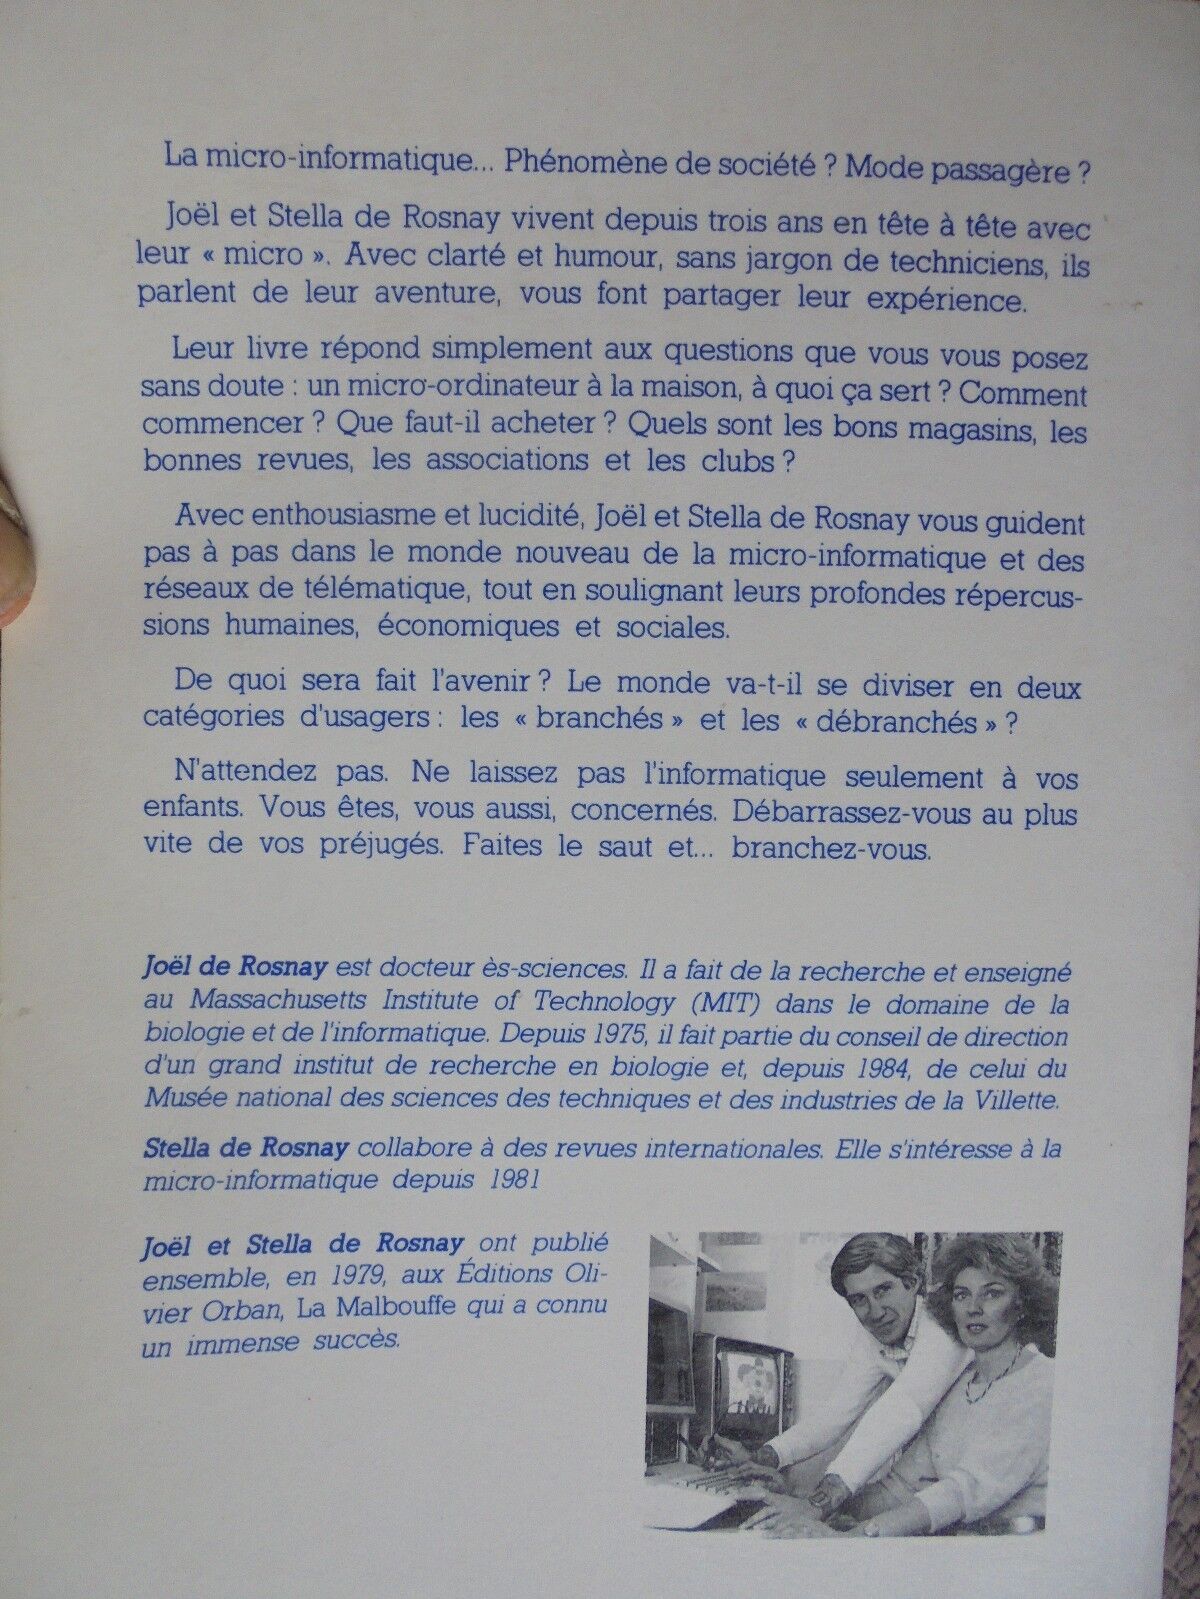 La micro-informatique... Phénomène de société ? Mode passagère ?
Joël et Stella de Rosnay vivent depuis trois ans en tête à tête avec
leur « micro ». Avec clarté et humour, sans jargon de techniciens, ils
parlent de leur aventure, vous font partager leur expérience.
Leur livre répond simplement aux questions que vous vous posez
sans doute : un micro-ordinateur à la maison, à quoi ça sert ? Comment
commencer ? Que faut-il acheter ? Quels sont les bons magasins, les
bonnes revues, les associations et les clubs ?
Avec enthousiasme et lucidité, Joël et Stella de Rosnay vous guident
pas à pas dans le monde nouveau de la micro-informatique et des
réseaux de télématique, tout en soulignant leurs profondes répercus-
sions humaines, économiques et sociales.
De quoi sera fait l'avenir ? Le monde va-t-il se diviser en deux
catégories d'usagers : les « branchés » et les « débranchés » ?
N'attendez pas. Ne laissez pas l'informatique seulement à vos
enfants. Vous êtes, vous aussi, concernés. Débarrassez-vous au plus
vite de vos préjugés. Faites le saut et... branchez-vous.
Joël de Rosnay est docteur ès-sciences. Il a fait de la recherche et enseigné
au Massachusetts Institute of Technology (MIT) dans le domaine de la
biologie et de l'informatique. Depuis 1975, il fait partie du conseil de direction
d'un grand institut de recherche en biologie et, depuis 1984, de celui du
Musée national des sciences des techniques et des industries de la Villette.
Stella de Rosnay collabore à des revues internationales. Elle s'intéresse à la
micro-informatique depuis 1981
Joël et Stella de Rosnay ont publié
ensemble, en 1979, aux Éditions Oli-
vier Orban, La Malbouffe qui a connu
un immense succès.